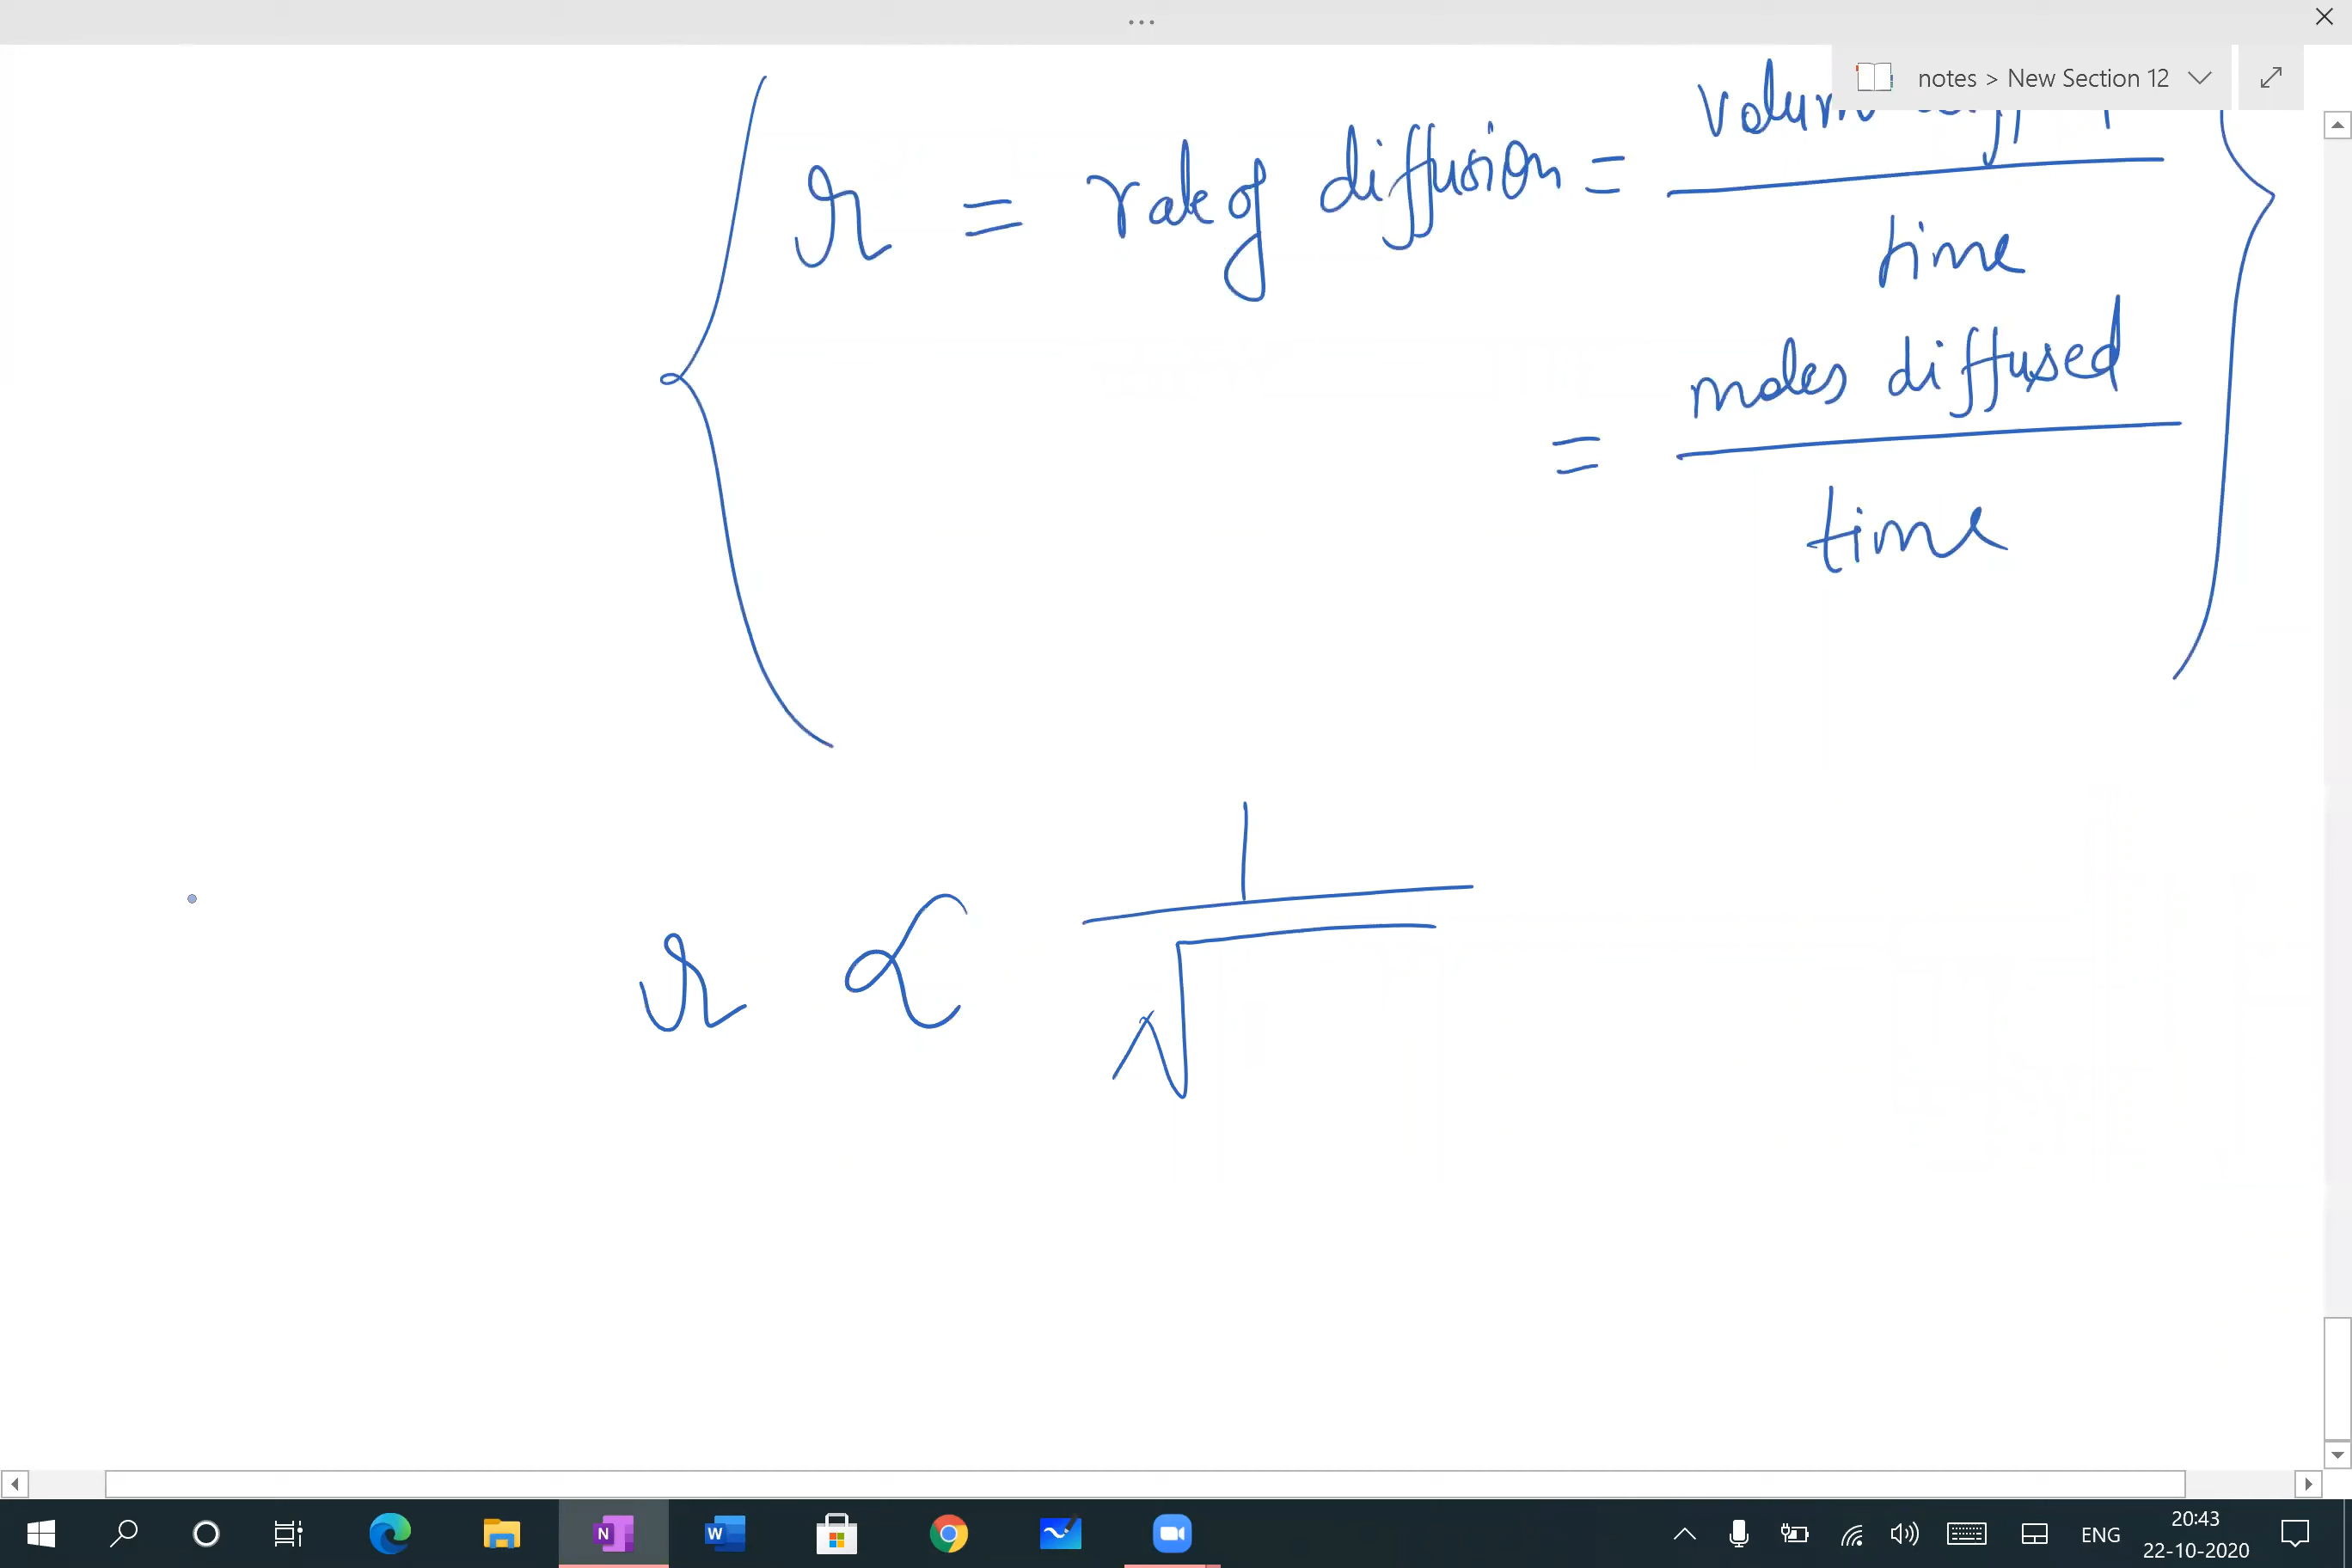 notes > New Section 12
r = rate of diffusion =
time
= moles diffused
time
r ∝ 1
√
ENG
20:43
22-10-2020